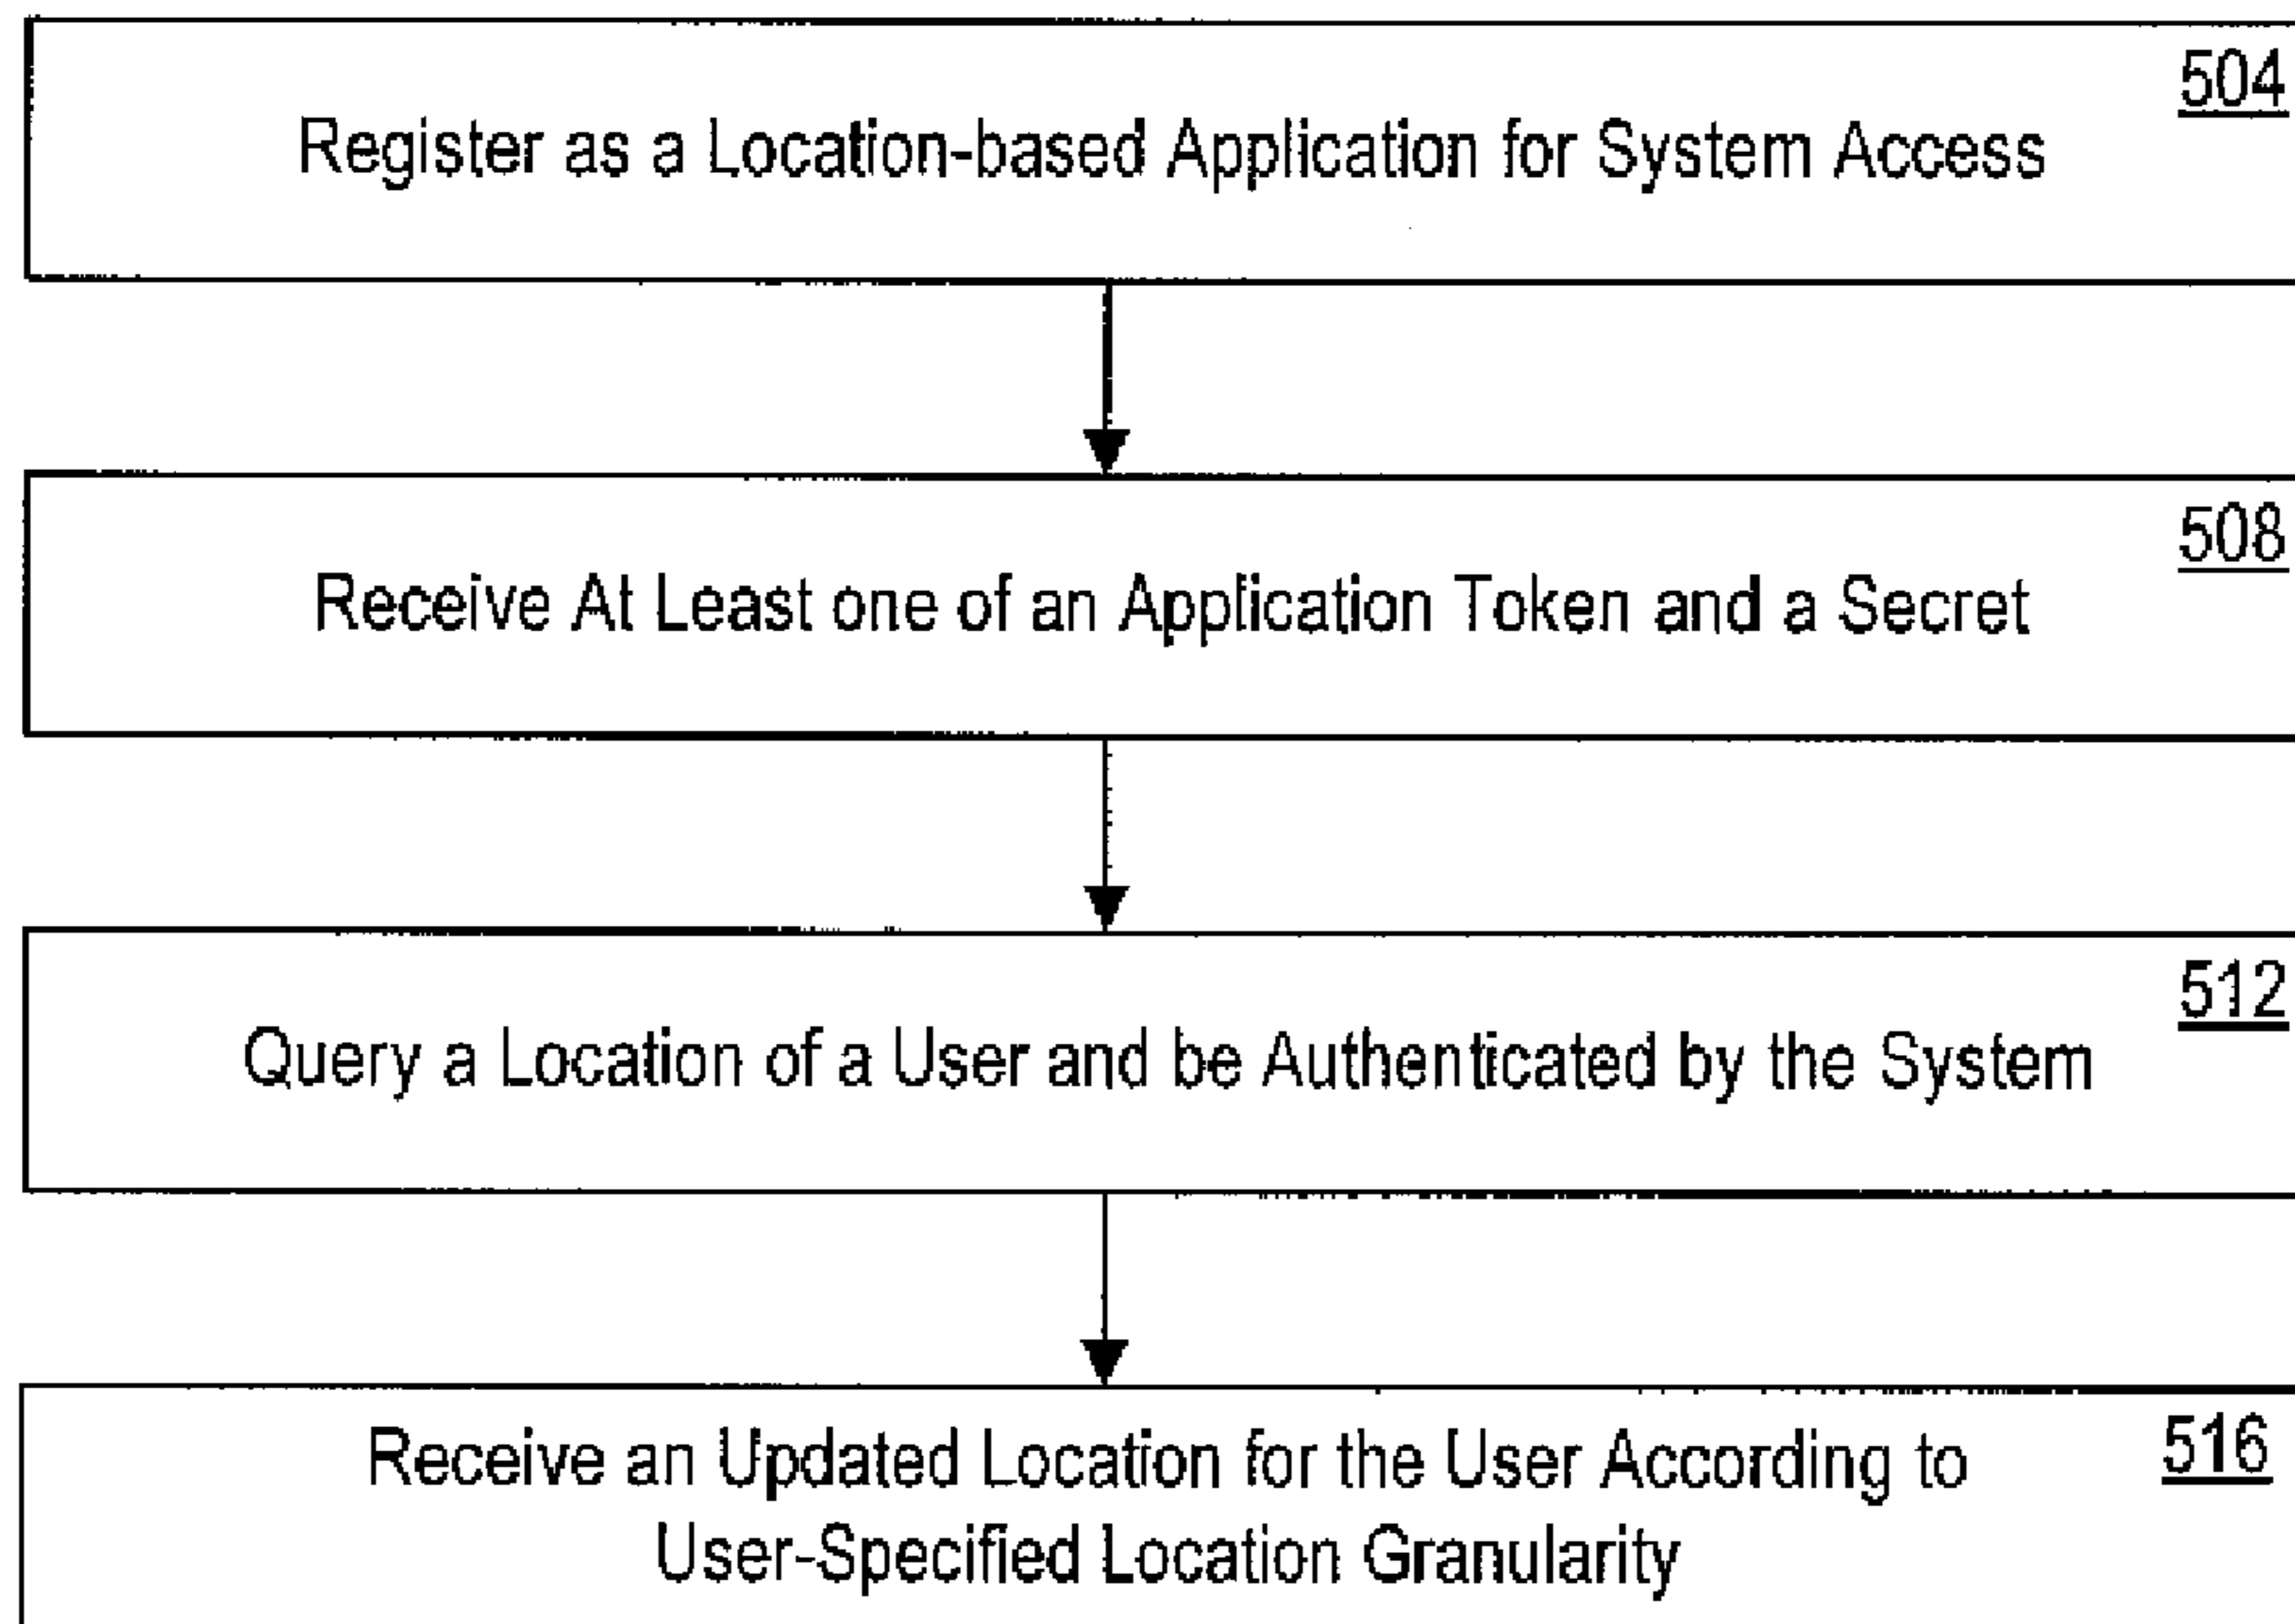 504
Register as a Location-based Application for System Access
508
Receive At Least one of an Application Token and a Secret
512
Query a Location of a User and be Authenticated by the System
516
Receive an Updated Location for the User According to
User-Specified Location Granularity